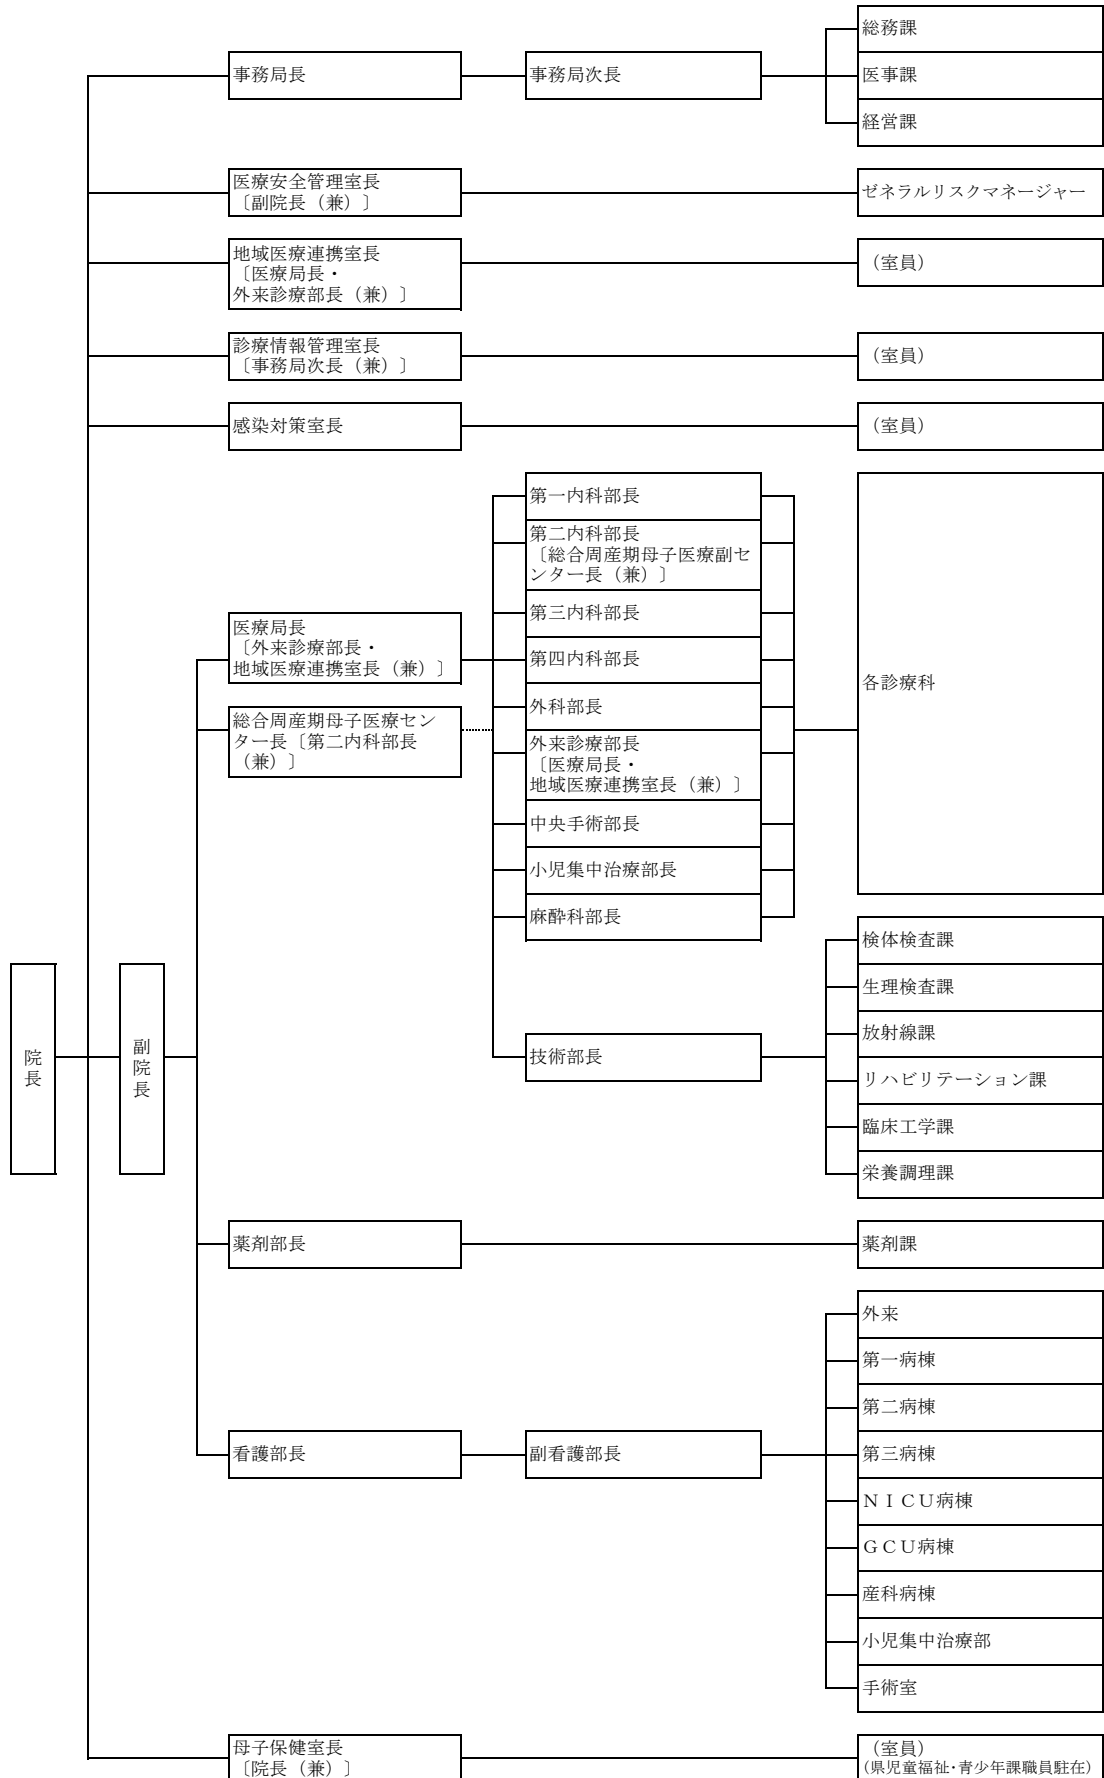 総務課
事務局長
事務局次長
医事課
経営課
医療安全管理室長
〔副院長（兼）〕
ゼネラルリスクマネージャー
地域医療連携室長
〔医療局長・
外来診療部長（兼）〕
（室員）
診療情報管理室長
〔事務局次長（兼）〕
（室員）
感染対策室長
（室員）
第一内科部長
第二内科部長
〔総合周産期母子医療副セ
ンター長（兼）〕
第三内科部長
第四内科部長
外科部長
外来診療部長
〔医療局長・
地域医療連携室長（兼）〕
中央手術部長
小児集中治療部長
麻酔科部長
医療局長
〔外来診療部長・
地域医療連携室長（兼）〕
総合周産期母子医療セン
ター長〔第二内科部長
（兼）〕
各診療科
院長
副院長
技術部長
検体検査課
生理検査課
放射線課
リハビリテーション課
臨床工学課
栄養調理課
薬剤部長
薬剤課
看護部長
副看護部長
外来
第一病棟
第二病棟
第三病棟
ＮＩＣＵ病棟
ＧＣＵ病棟
産科病棟
小児集中治療部
手術室
母子保健室長
〔院長（兼）〕
（室員）
（県児童福祉・青少年課職員駐在）